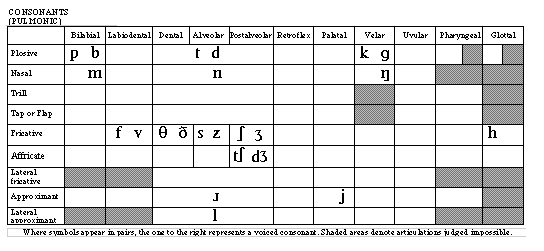 CONSONANTS
(PULMONIC)
Bilabial Labiodental Dental Alveolar Postalveolar Retroflex Palatal Velar Uvular Pharyngeal Glottal
Plosive p b t d k ɡ
Nasal m n ŋ
Trill
Tap or Flap
Fricative f v θ ð s z ʃ ʒ h
Affricate tʃ dʒ
Lateral fricative
Approximant ɹ j
Lateral approximant l
Where symbols appear in pairs, the one to the right represents a voiced consonant. Shaded areas denote articulations judged impossible.